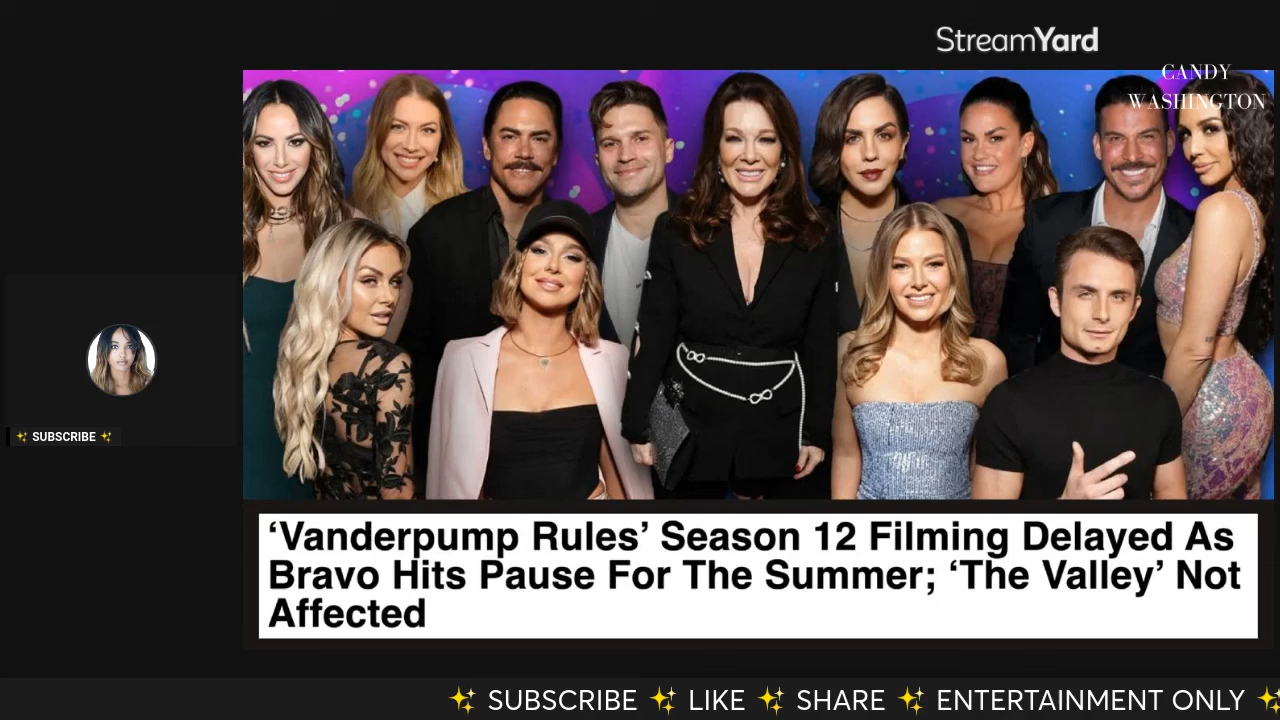 StreamYard
CANDY
WASHINGTON
✨ SUBSCRIBE ✨
‘Vanderpump Rules’ Season 12 Filming Delayed As
Bravo Hits Pause For The Summer; ‘The Valley’ Not
Affected
✨ SUBSCRIBE ✨ LIKE ✨ SHARE ✨ ENTERTAINMENT ONLY ✨